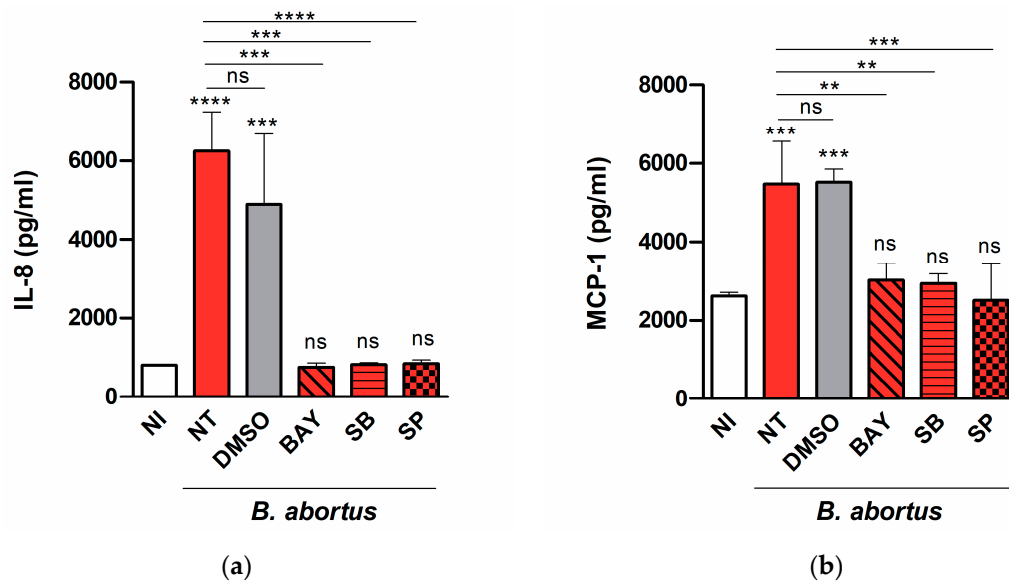 ****
***
***
ns
8000
****
***
6000
4000
2000
0
ns
ns
ns
IL-8 (pg/ml)
NI
NT
DMSO
BAY
SB
SP
B. abortus
(a)
***
**
**
ns
8000
***
***
6000
4000
2000
0
ns
ns
ns
MCP-1 (pg/ml)
NI
NT
DMSO
BAY
SB
SP
B. abortus
(b)